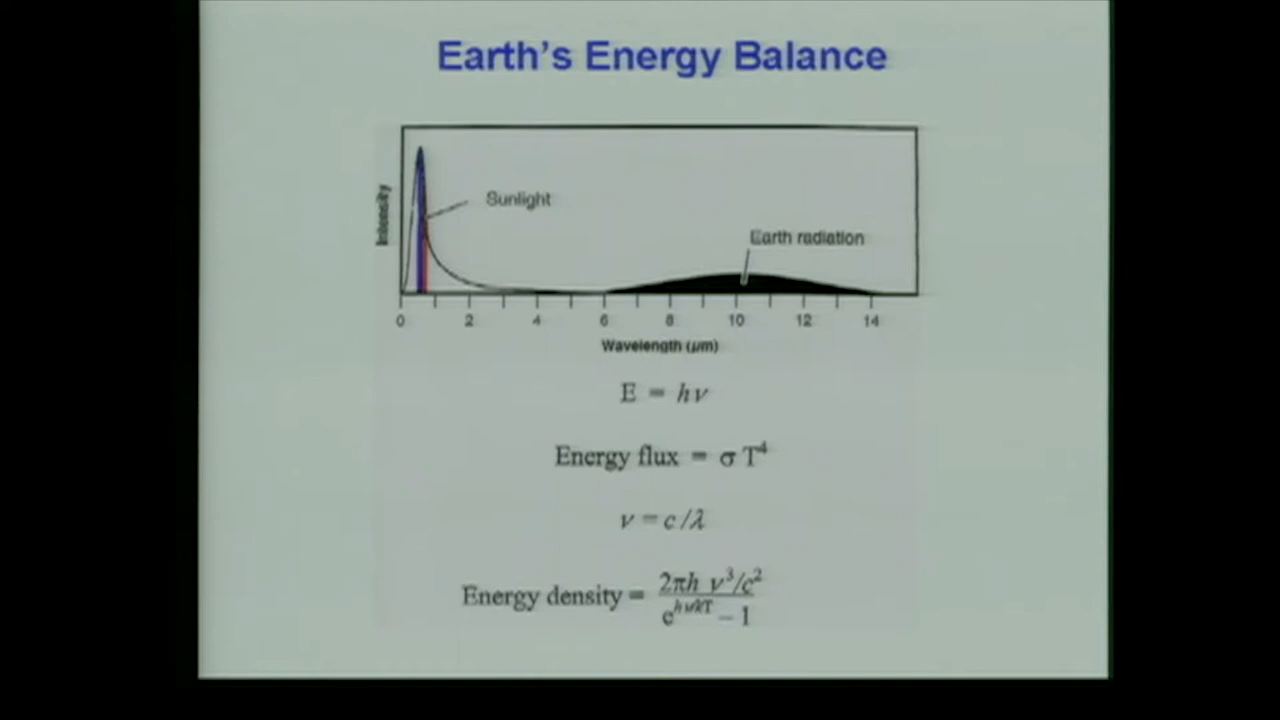 Earth's Energy Balance
Intensity
Sunlight
Earth radiation
0 2 4 6 8 10 12 14
Wavelength (μm)
E = hν
Energy flux = σ T⁴
ν = c/λ
Energy density = 2πh ν³/c²
e^hν/kT − 1